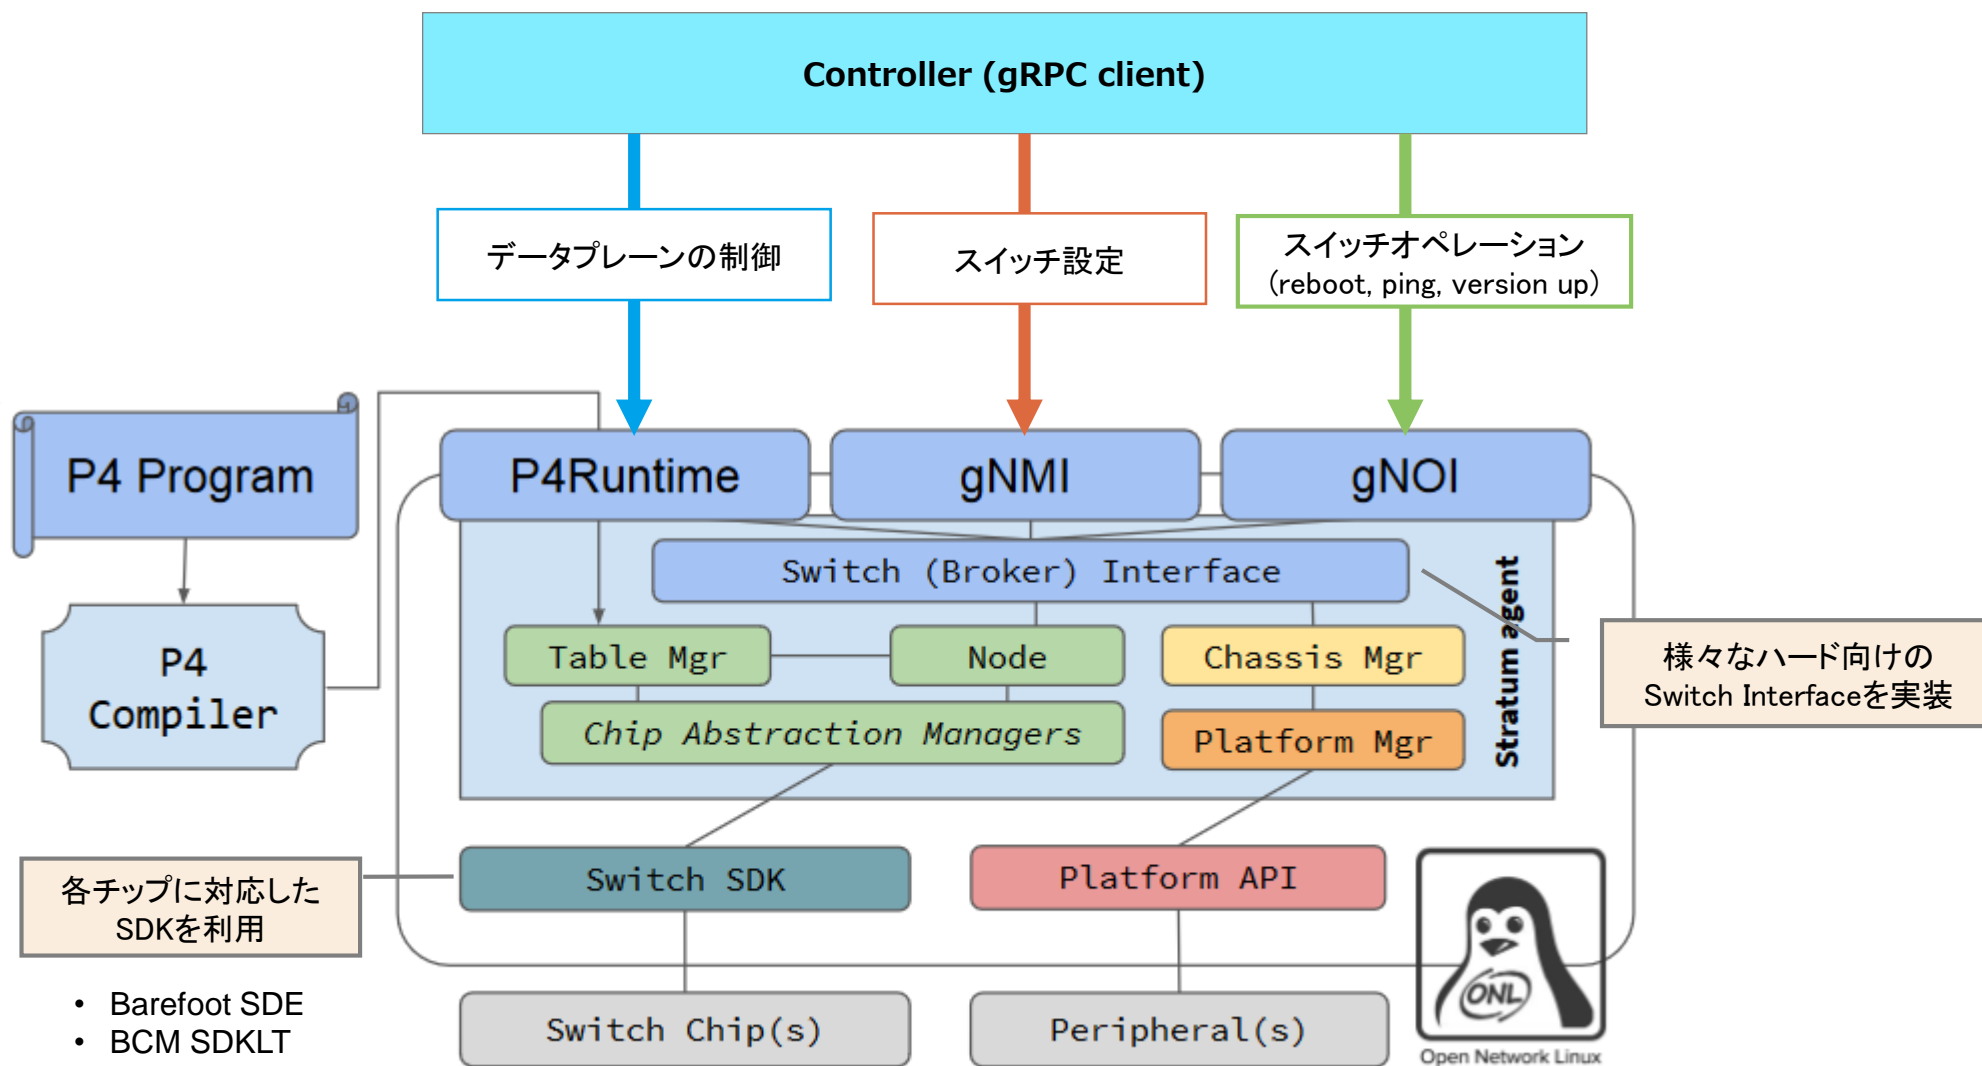 Controller (gRPC client)
データプレーンの制御
スイッチ設定
スイッチオペレーション
(reboot, ping, version up)
P4 Program
P4Runtime
gNMI
gNOI
Switch (Broker) Interface
P4
Compiler
Table Mgr
Node
Chassis Mgr
Chip Abstraction Managers
Platform Mgr
Stratum agent
様々なハード向けの
Switch Interfaceを実装
各チップに対応した
SDKを利用
Switch SDK
Platform API
• Barefoot SDE
• BCM SDKLT
Switch Chip(s)
Peripheral(s)
ONL
Open Network Linux